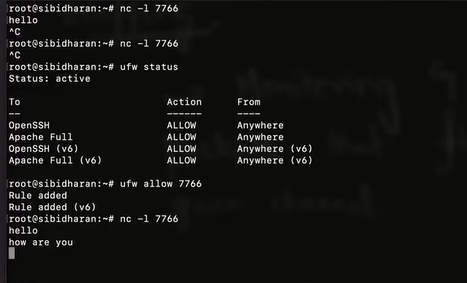 root@sibidharan:~# nc -l 7766
hello
^C
root@sibidharan:~# nc -l 7766
^C
root@sibidharan:~# ufw status
Status: active
To Action From
-- ------ ----
OpenSSH ALLOW Anywhere
Apache Full ALLOW Anywhere
OpenSSH (v6) ALLOW Anywhere (v6)
Apache Full (v6) ALLOW Anywhere (v6)
root@sibidharan:~# ufw allow 7766
Rule added
Rule added (v6)
root@sibidharan:~# nc -l 7766
hello
how are you